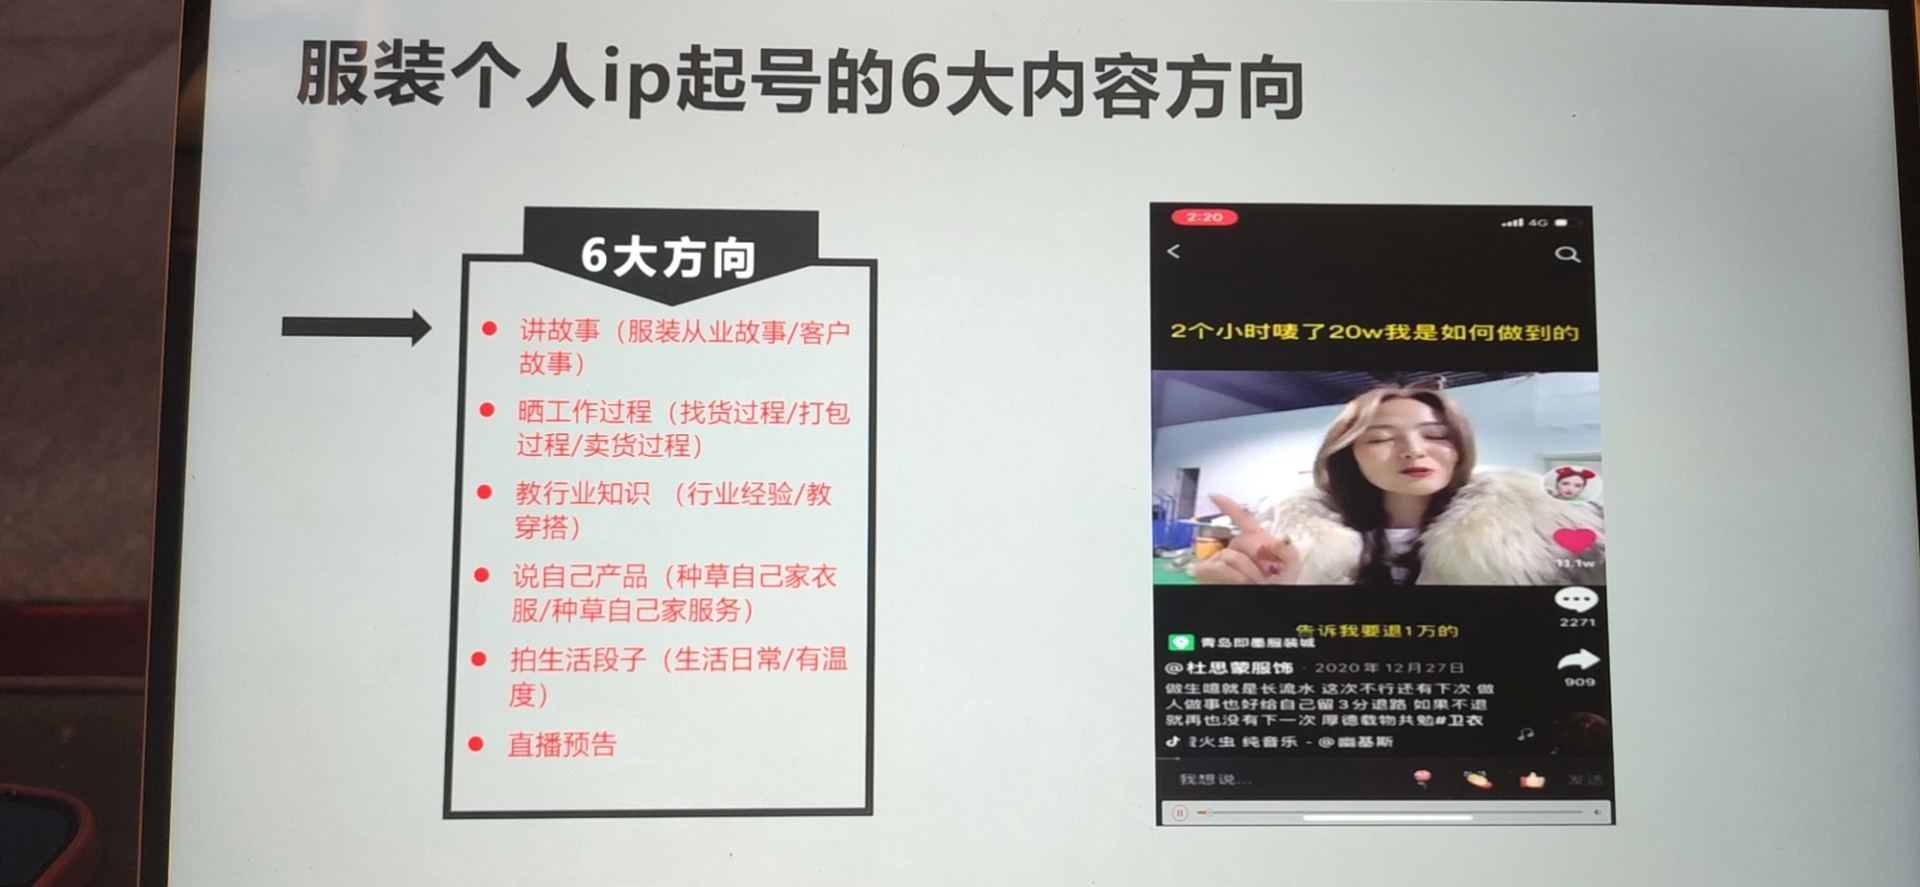 服装个人ip起号的6大内容方向
6大方向
讲故事（服装从业故事/客户
故事）
晒工作过程（找货过程/打包
过程/卖货过程）
教行业知识 （行业经验/教
穿搭）
说自己产品（种草自己家衣
服/种草自己家服务）
拍生活段子（生活日常/有温
度）
直播预告
2:20
4G
2个小时唛了20w我是如何做到的
11.1w
2271
告诉我要退1万的
青岛即墨服装城
@杜思蒙服饰 · 2020年12月27日
909
做生噫就是长流水 这次不行还有下次 做
人做事也好给自己留3分退路 如果不退
就再也没有下一次 厚德载物共勉#卫衣
火虫 纯音乐 - @幽基斯
我想说...
发送